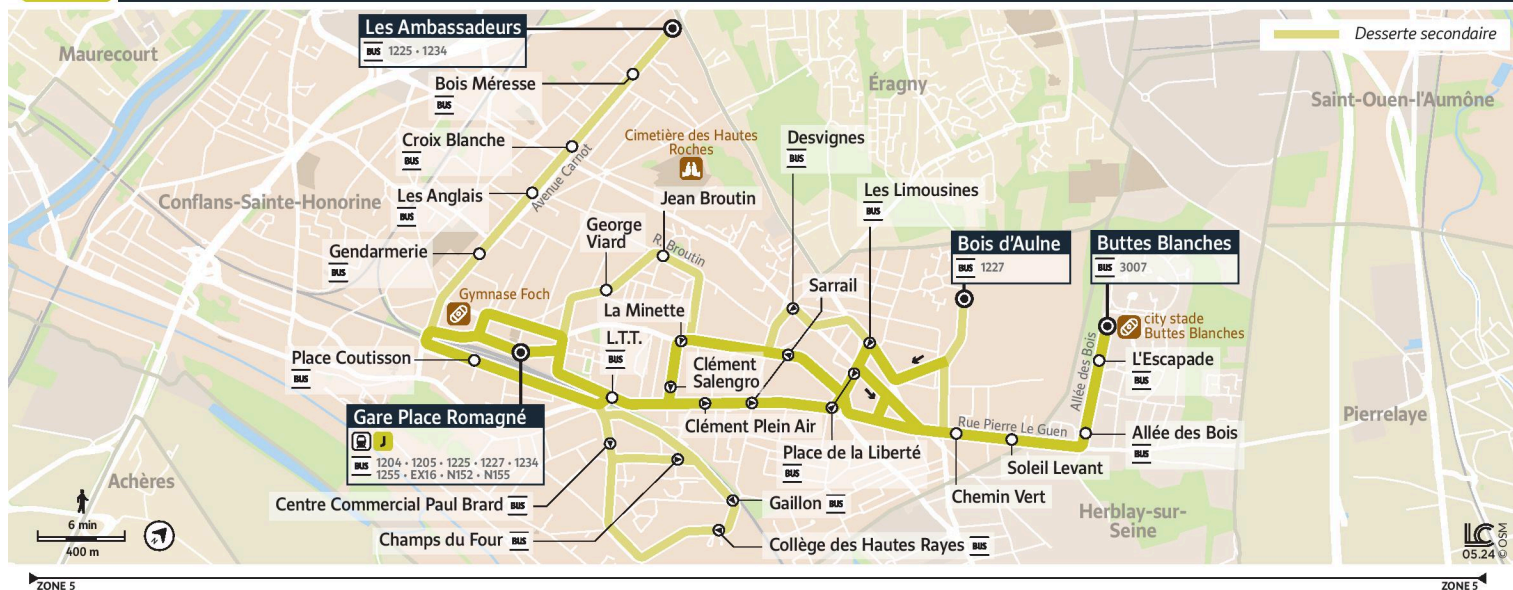 Les Ambassadeurs
BUS 1225 • 1234
Desserte secondaire
Maurecourt
Bois Méresse
BUS
Éragny
Saint-Ouen-l'Aumône
Croix Blanche
BUS
Cimetière des Hautes
Roches
Desvignes
BUS
Avenue Carnot
Les Anglais
BUS
Conflans-Sainte-Honorine
Jean Broutin
Les Limousines
BUS
George
Viard
R. Broutin
Gendarmerie
BUS
Bois d'Aulne
BUS 1227
Buttes Blanches
BUS 3007
Gymnase Foch
Sarrail
La Minette
city stade
Buttes Blanches
L.T.T.
BUS
Place Coutisson
BUS
Clément
Salengro
Allée des Bois
L'Escapade
BUS
Gare Place Romagné
J
BUS 1204 • 1205 • 1225 • 1227 • 1234
1255 • EX16 • N152 • N155
Clément Plein Air
Rue Pierre Le Guen
Allée des Bois
BUS
Pierrelaye
Place de la Liberté
BUS
Soleil Levant
Achères
Chemin Vert
Centre Commercial Paul Brard BUS
Gaillon BUS
Herblay-sur-
Seine
Champs du Four BUS
Collège des Hautes Rayes BUS
6 min
400 m
N
LC
05.24
© OSM
ZONE 5
ZONE 5